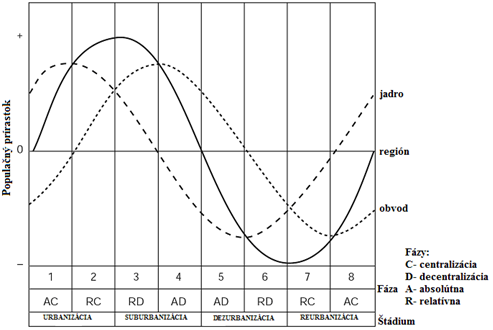 +
Populačný prírastok
0
–
jadro
región
obvod
1 2 3 4 5 6 7 8 Fáza
AC RC RD AD AD RD RC AC
URBANIZÁCIA SUBURBANIZÁCIA DEZURBANIZÁCIA REURBANIZÁCIA Štádium
Fázy:
C- centralizácia
D- decentralizácia
A- absolútna
R- relatívna